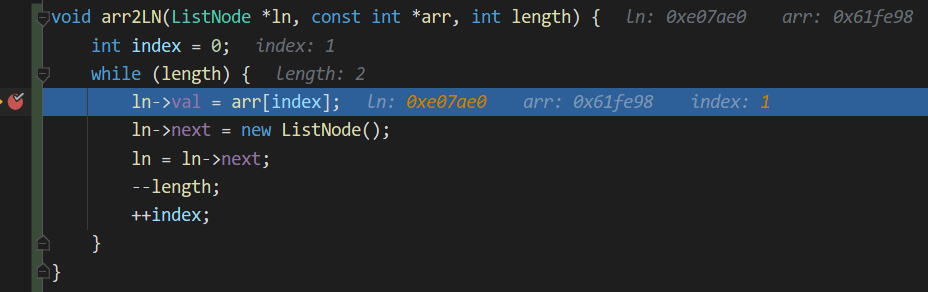 void arr2LN(ListNode *ln, const int *arr, int length) {   ln: 0xe07ae0    arr: 0x61fe98
    int index = 0;   index: 1
    while (length) {   length: 2
        ln->val = arr[index];   ln: 0xe07ae0    arr: 0x61fe98    index: 1
        ln->next = new ListNode();
        ln = ln->next;
        --length;
        ++index;
    }
}